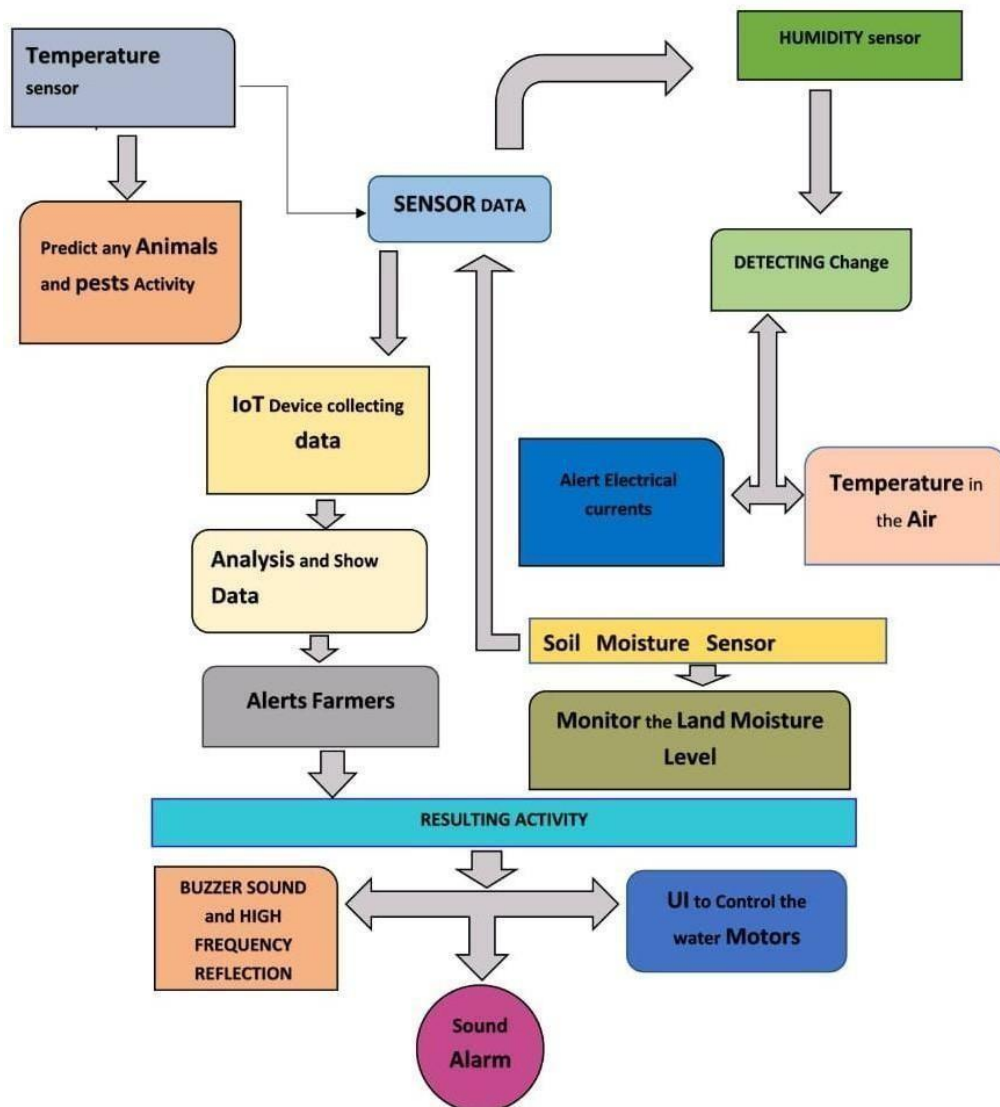 Temperature
sensor
HUMIDITY sensor
SENSOR DATA
Predict any Animals
and pests Activity
DETECTING Change
IoT Device collecting
data
Alert Electrical
currents
Temperature in
the Air
Analysis and Show
Data
Soil Moisture Sensor
Alerts Farmers
Monitor the Land Moisture
Level
RESULTING ACTIVITY
BUZZER SOUND
and HIGH
FREQUENCY
REFLECTION
UI to Control the
water Motors
Sound
Alarm